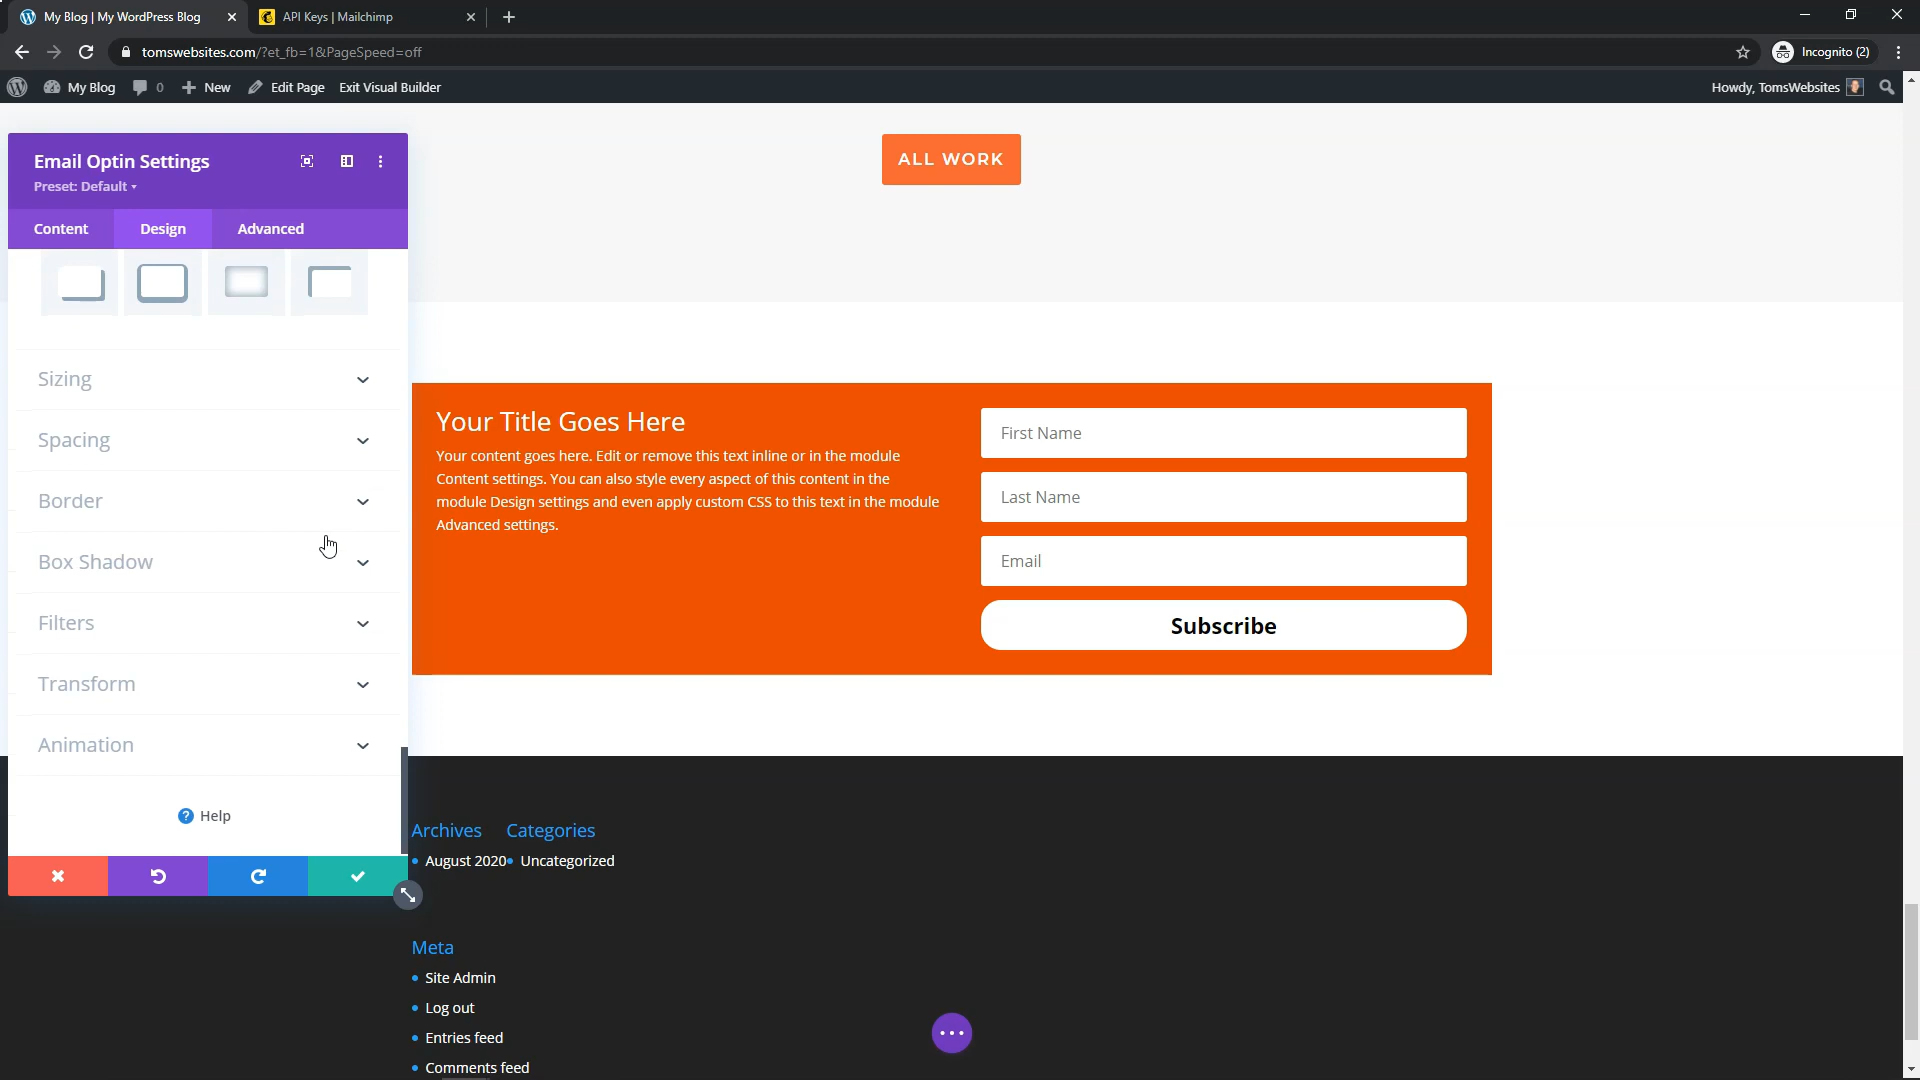 My Blog | My WordPress Blog
API Keys | Mailchimp
tomswebsites.com/?et_fb=1&PageSpeed=off
Incognito (2)
My Blog
0
New
Edit Page
Exit Visual Builder
Howdy, TomsWebsites
ALL WORK
Email Optin Settings
Preset: Default
Content
Design
Advanced
Sizing
Spacing
Border
Box Shadow
Filters
Transform
Animation
Help
Your Title Goes Here
Your content goes here. Edit or remove this text inline or in the module
Content settings. You can also style every aspect of this content in the
module Design settings and even apply custom CSS to this text in the module
Advanced settings.
First Name
Last Name
Email
Subscribe
Archives
August 2020
Categories
Uncategorized
Meta
Site Admin
Log out
Entries feed
Comments feed